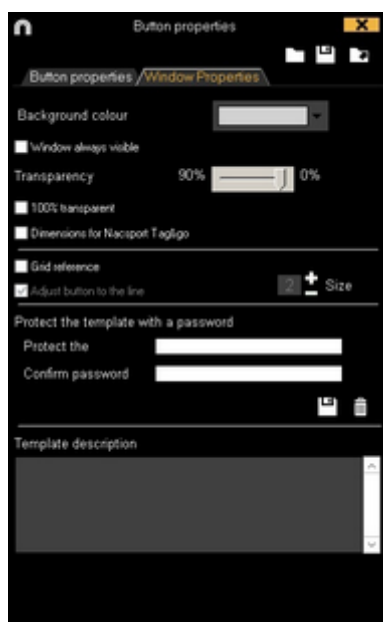 Button properties
Button properties Window Properties
Background colour
Window always visible
Transparency 90% 0%
100% transparent
Dimensions for Nacsport Tag&go
Grid reference
Adjust button to the line 2 Size
Protect the template with a password
Protect the
Confirm password
Template description